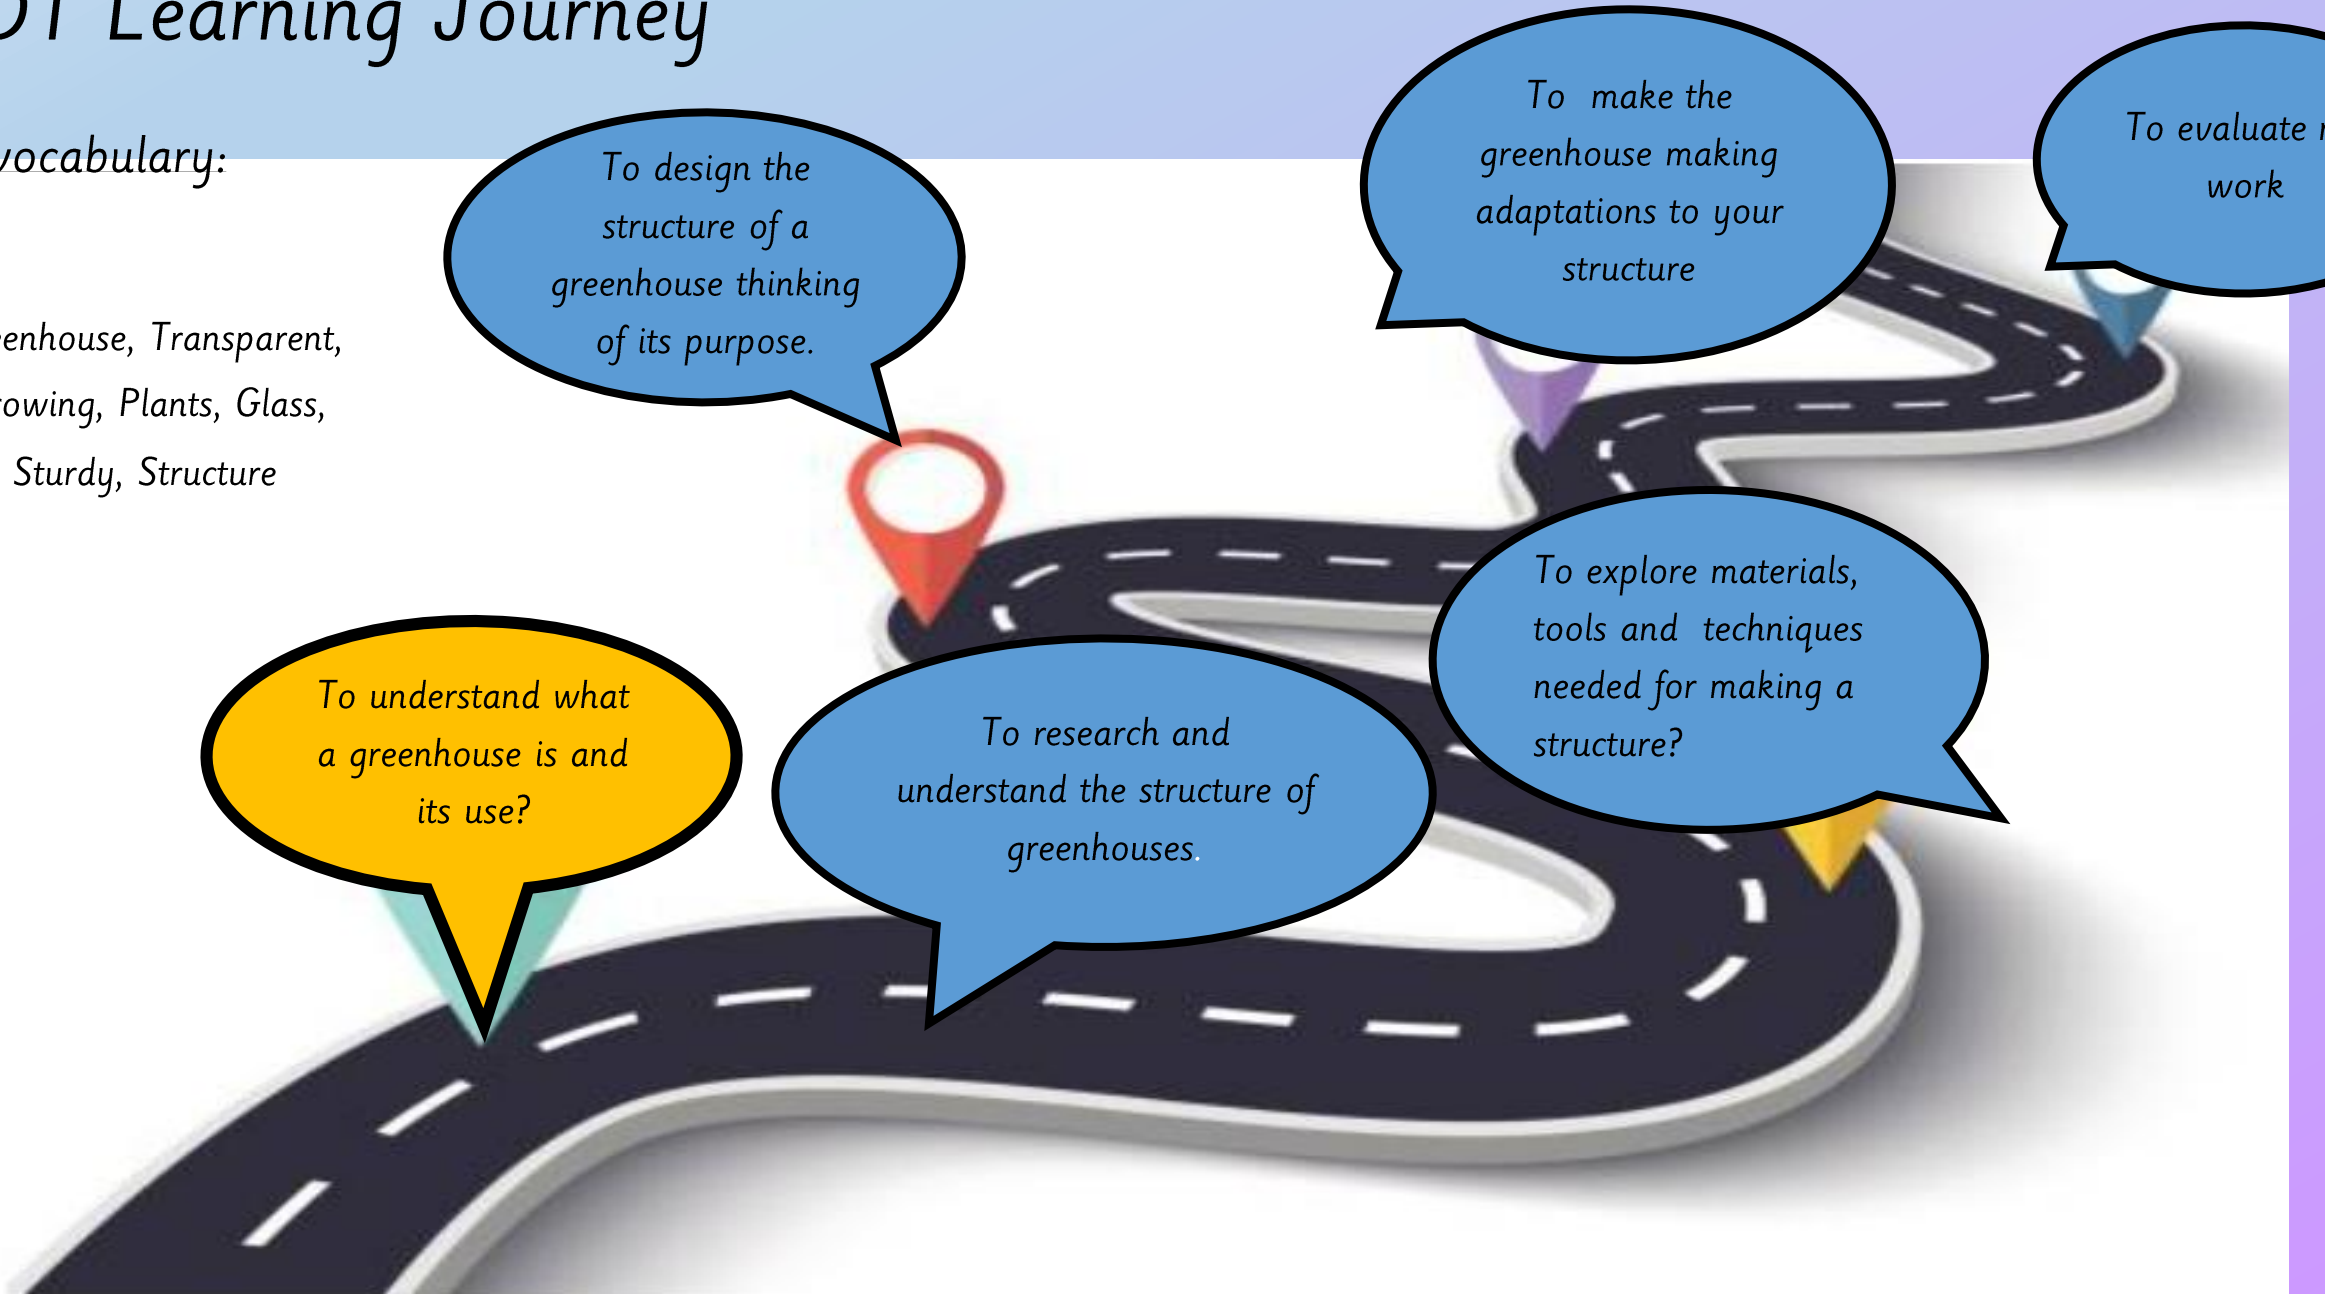 DT Learning Journey
vocabulary:
Transparent,
Plants, Glass,
Sturdy, Structure
To design the
structure of a
greenhouse thinking
of its purpose.
To make the
greenhouse making
adaptations to your
structure
To evaluate
work
To explore materials,
tools and techniques
needed for making a
structure?
To understand what
a greenhouse is and
its use?
To research and
understand the structure of
greenhouses.